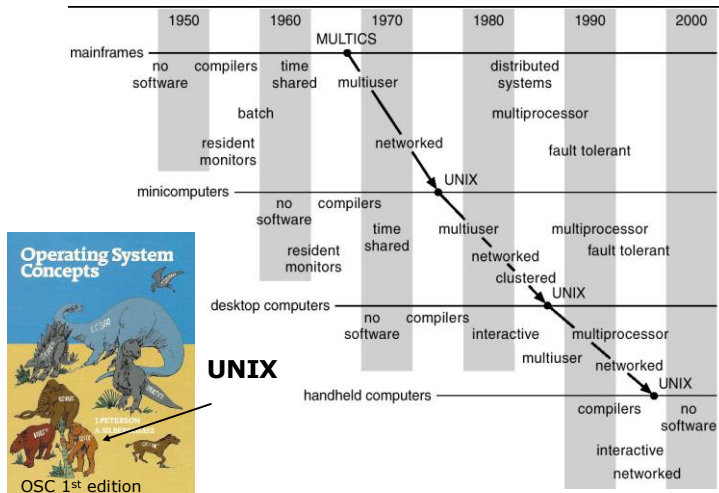 1950 1960 1970 1980 1990 2000
MULTICS
mainframes
no compilers time distributed
software shared multiuser systems
batch multiprocessor
resident networked fault tolerant
monitors
UNIX
minicomputers
no compilers
software time multiuser multiprocessor
resident shared networked fault tolerant
monitors clustered
UNIX
desktop computers
no compilers
software interactive multiprocessor
multiuser networked
UNIX
handheld computers
compilers no
software
interactive
networked
Operating System
Concepts
J. PETERSON
A. SILBERSCHATZ
OSC 1st edition
UNIX